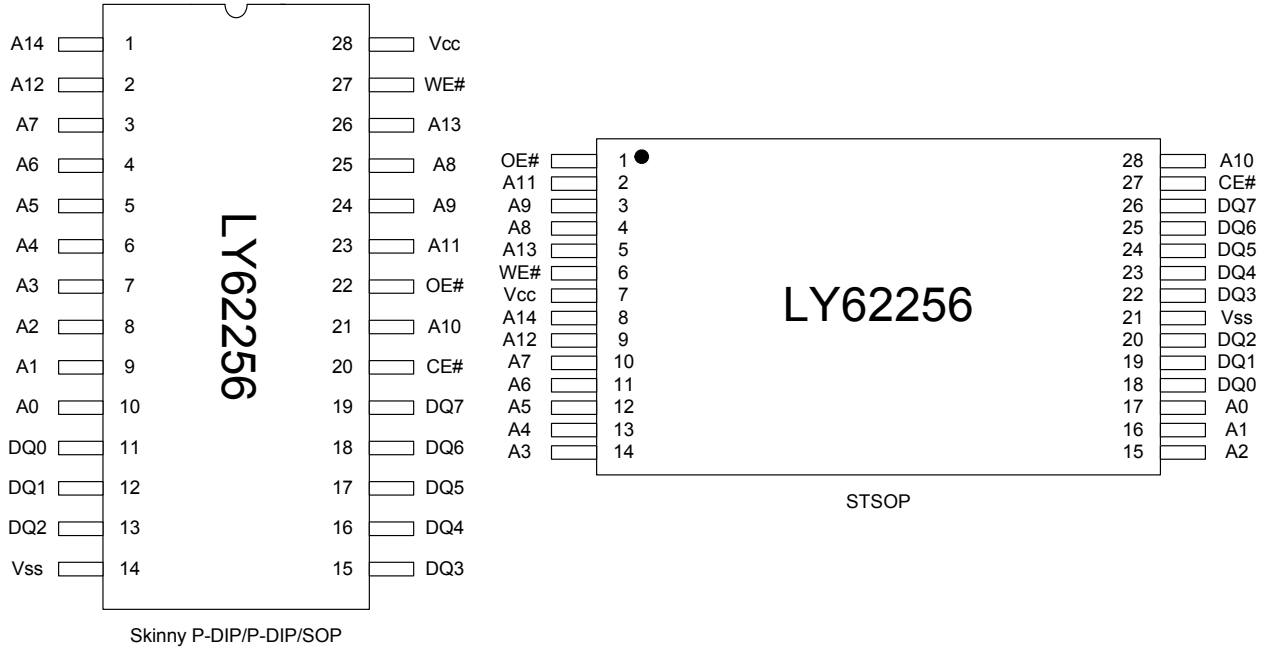 A14 1 28 Vcc
A12 2 27 WE#
A7 3 26 A13
A6 4 25 A8
A5 5 24 A9
A4 6 23 A11
A3 7 22 OE#
A2 8 21 A10
A1 9 20 CE#
A0 10 19 DQ7
DQ0 11 18 DQ6
DQ1 12 17 DQ5
DQ2 13 16 DQ4
Vss 14 15 DQ3
LY62256
Skinny P-DIP/P-DIP/SOP
OE# 1 28 A10
A11 2 27 CE#
A9 3 26 DQ7
A8 4 25 DQ6
A13 5 24 DQ5
WE# 6 23 DQ4
Vcc 7 22 DQ3
A14 8 21 Vss
A12 9 20 DQ2
A7 10 19 DQ1
A6 11 18 DQ0
A5 12 17 A0
A4 13 16 A1
A3 14 15 A2
LY62256
STSOP